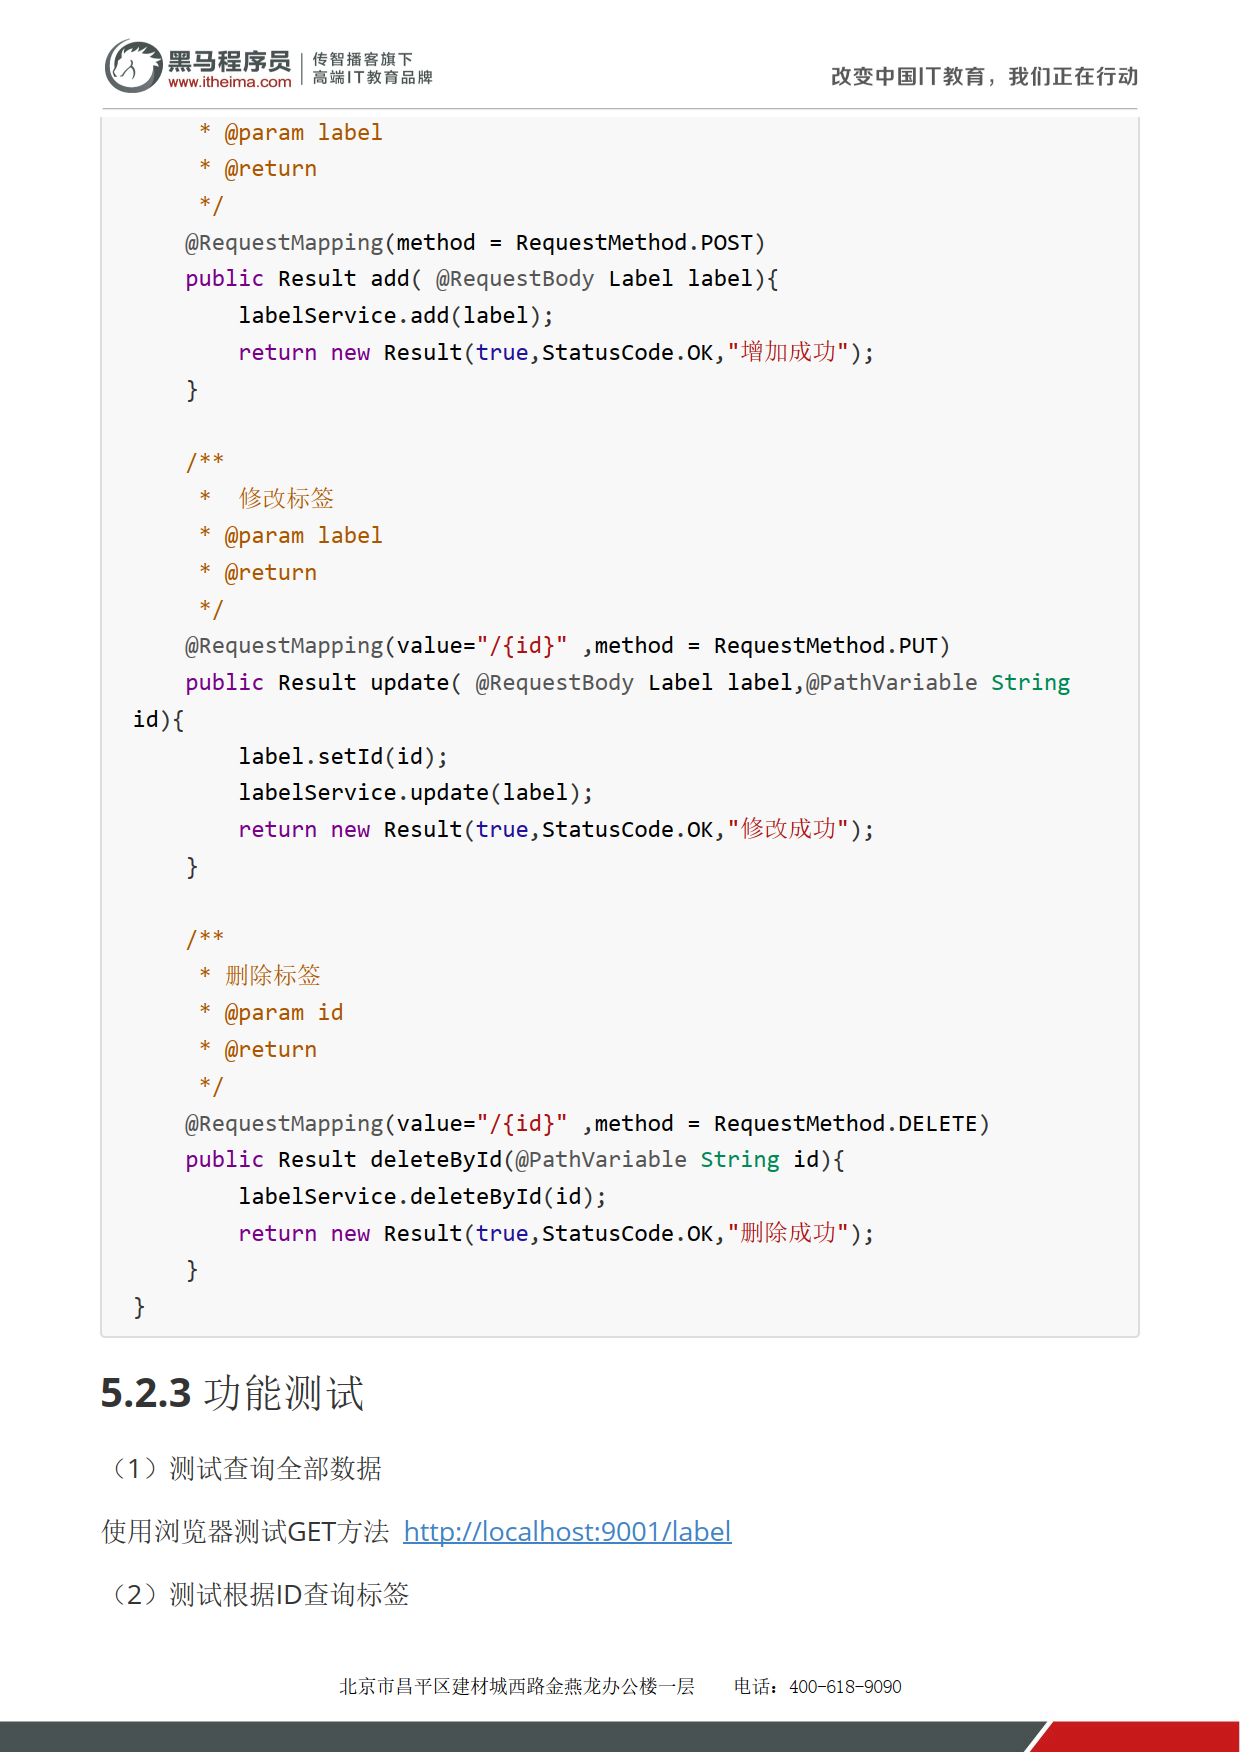 黑马程序员
www.itheima.com
传智播客旗下
高端IT教育品牌
改变中国IT教育，我们正在行动
     * @param label
     * @return
     */
    @RequestMapping(method = RequestMethod.POST)
    public Result add( @RequestBody Label label){
        labelService.add(label);
        return new Result(true,StatusCode.OK,"增加成功");
    }
    /**
     *  修改标签
     * @param label
     * @return
     */
    @RequestMapping(value="/{id}" ,method = RequestMethod.PUT)
    public Result update( @RequestBody Label label,@PathVariable String
id){
        label.setId(id);
        labelService.update(label);
        return new Result(true,StatusCode.OK,"修改成功");
    }
    /**
     * 删除标签
     * @param id
     * @return
     */
    @RequestMapping(value="/{id}" ,method = RequestMethod.DELETE)
    public Result deleteById(@PathVariable String id){
        labelService.deleteById(id);
        return new Result(true,StatusCode.OK,"删除成功");
    }
}
5.2.3 功能测试
（1）测试查询全部数据
使用浏览器测试GET方法 http://localhost:9001/label
（2）测试根据ID查询标签
北京市昌平区建材城西路金燕龙办公楼一层 电话：400-618-9090